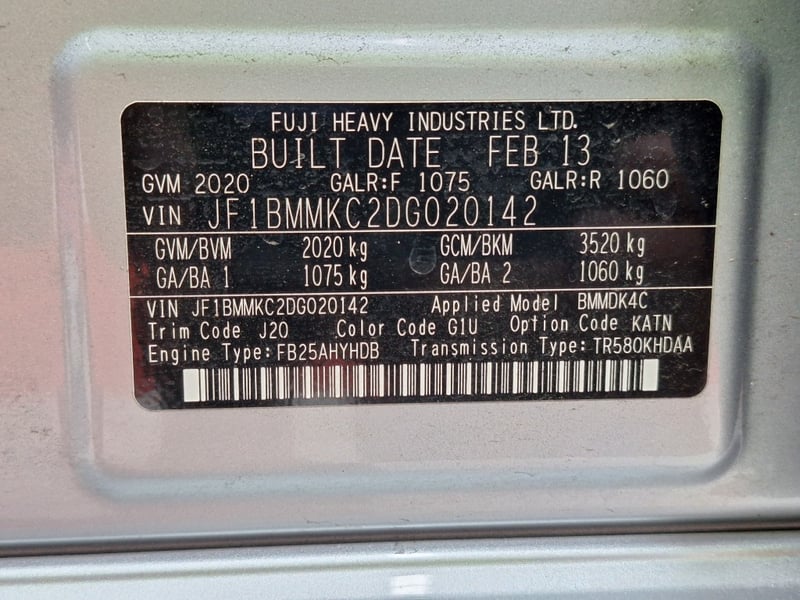 FUJI HEAVY INDUSTRIES LTD.
BUILT DATE FEB 13
GVM 2020 GALR:F 1075 GALR:R 1060
VIN JF1BMMKC2DG020142
GVM/BVM 2020 kg GCM/BKM 3520 kg
GA/BA 1 1075 kg GA/BA 2 1060 kg
VIN JF1BMMKC2DG020142 Applied Model BMMDK4C
Trim Code J20 Color Code G1U Option Code KATN
Engine Type:FB25AHYHDB Transmission Type:TR580KHDAA